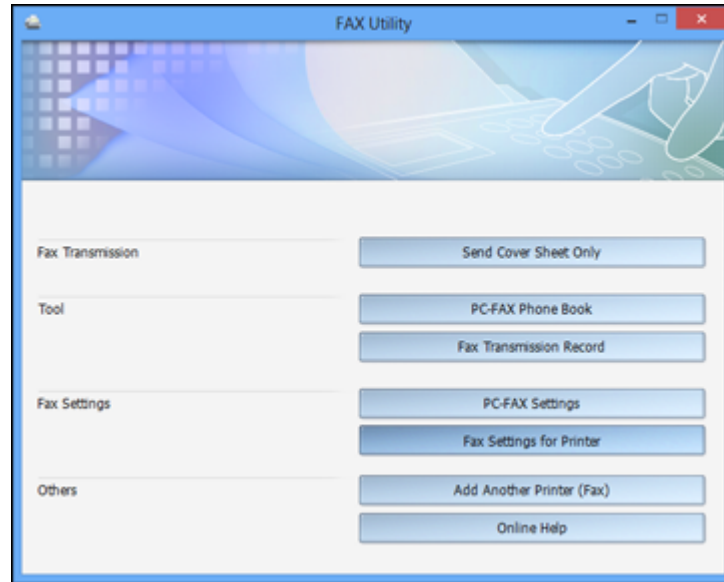 FAX Utility
Fax Transmission
Send Cover Sheet Only
Tool
PC-FAX Phone Book
Fax Transmission Record
Fax Settings
PC-FAX Settings
Fax Settings for Printer
Others
Add Another Printer (Fax)
Online Help